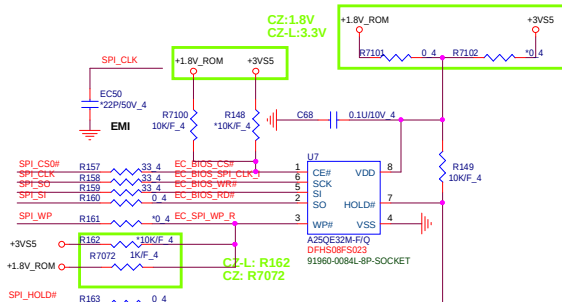 CZ:1.8V
CZ-L:3.3V
+1.8V_ROM
+3VS5
R7101
0_4
R7102
*0_4
SPI_CLK
+1.8V_ROM
+3VS5
EC50
*22P/50V_4
EMI
R7100
10K/F_4
R148
*10K/F_4
C68
0.1U/10V_4
R149
10K/F_4
U7
SPI_CS0#
R157
33_4
EC_BIOS_CS#
1
CE#
VDD
8
SPI_CLK
R158
33_4
EC_BIOS_SPI_CLK_
6
SCK
SPI_SO
R159
33_4
EC_BIOS_WR#
5
SI
SPI_SI
R160
0_4
EC_BIOS_RD#
2
SO
HOLD#
7
SPI_WP
R161
*0_4
EC_SPI_WP_R
3
WP#
VSS
4
+3VS5
R162
*10K/F_4
A25QE32M-F/Q
DFHS08FS023
91960-0084L-8P-SOCKET
+1.8V_ROM
R7072
1K/F_4
CZ-L: R162
CZ: R7072
SPI_HOLD#
R163
0_4